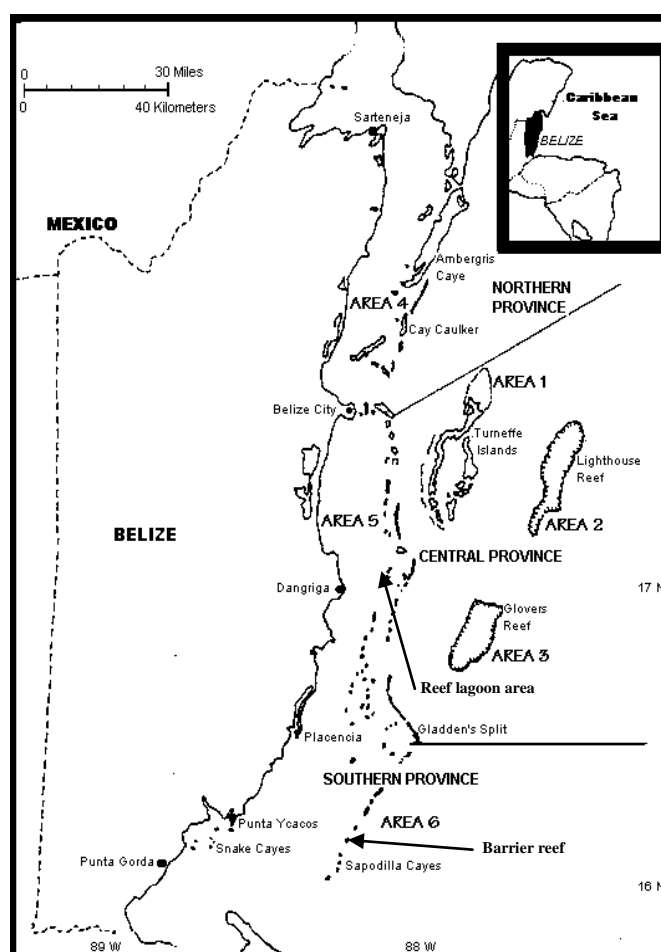 0 30 Miles
0 40 Kilometers
Caribbean
Sea
BELIZE
Sarteneja
MEXICO
Ambergris
Caye
NORTHERN
PROVINCE
AREA 4
Cay Caulker
AREA 1
Belize City
Turneffe
Islands
Lighthouse
Reef
AREA 5
AREA 2
BELIZE
CENTRAL PROVINCE
Dangriga
17 N
Glovers
Reef
AREA 3
Reef lagoon area
Placencia
Gladden's Split
SOUTHERN PROVINCE
Punta Ycacos
AREA 6
Snake Cayes
Barrier reef
Punta Gorda
Sapodilla Cayes
16 N
89 W
88 W